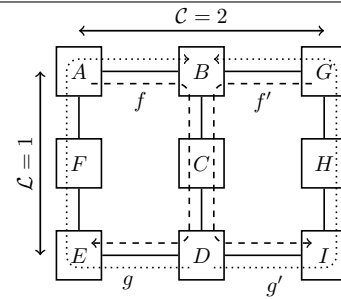 𝒞 = 2
A B G
f f′
ℒ = 1
F C H
E D I
g g′